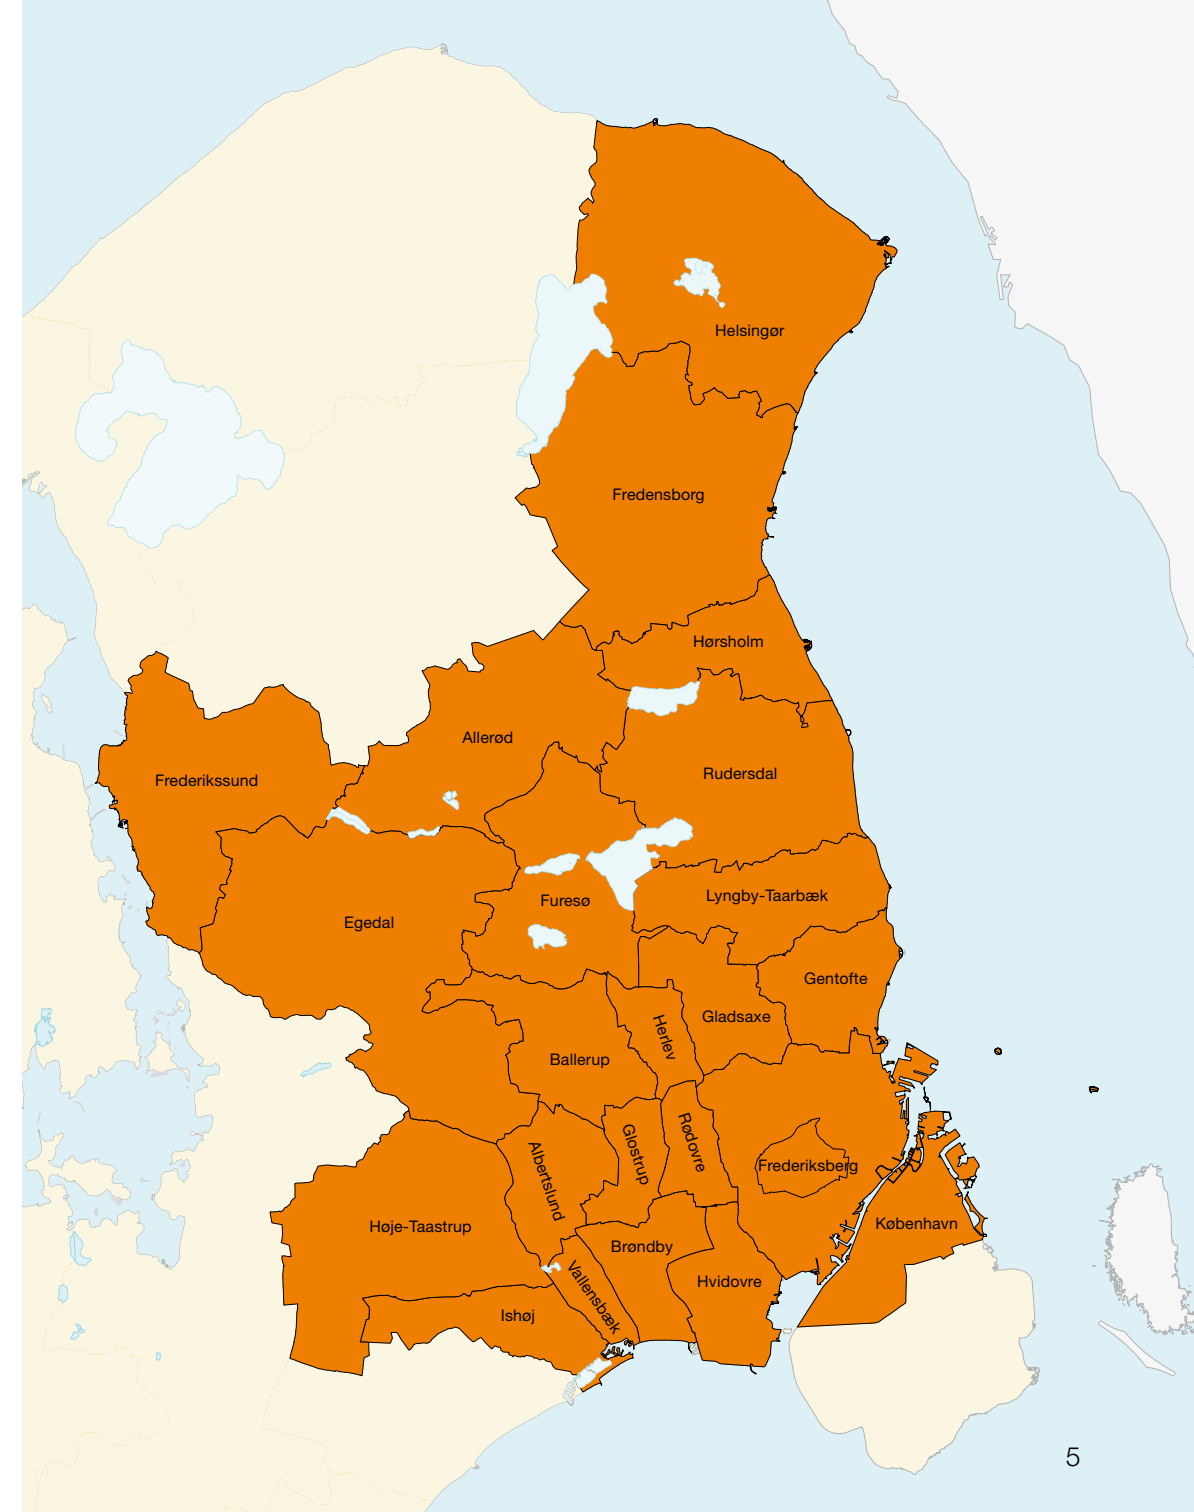 Helsingør
Fredensborg
Hørsholm
Allerød
Rudersdal
Frederikssund
Lyngby-Taarbæk
Furesø
Egedal
Gentofte
Gladsaxe
Herlev
Ballerup
Rødovre
Glostrup
Albertslund
Frederiksberg
København
Høje-Taastrup
Brøndby
Hvidovre
Vallensbæk
Ishøj
5